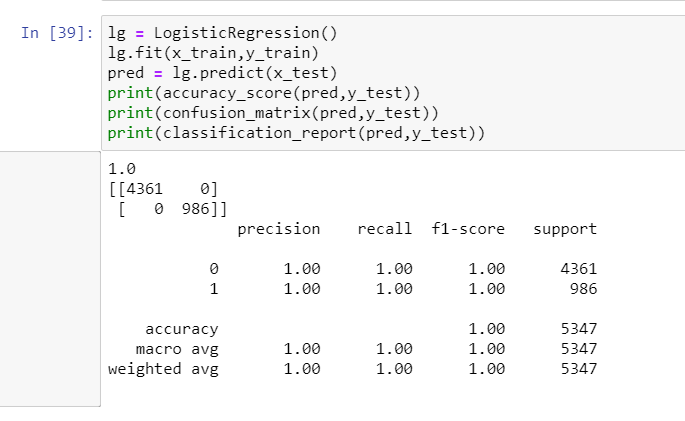 In [39]: lg = LogisticRegression()
lg.fit(x_train,y_train)
pred = lg.predict(x_test)
print(accuracy_score(pred,y_test))
print(confusion_matrix(pred,y_test))
print(classification_report(pred,y_test))
1.0
[[4361    0]
 [   0  986]]
              precision    recall  f1-score   support
           0       1.00      1.00      1.00      4361
           1       1.00      1.00      1.00       986
    accuracy                           1.00      5347
   macro avg       1.00      1.00      1.00      5347
weighted avg       1.00      1.00      1.00      5347